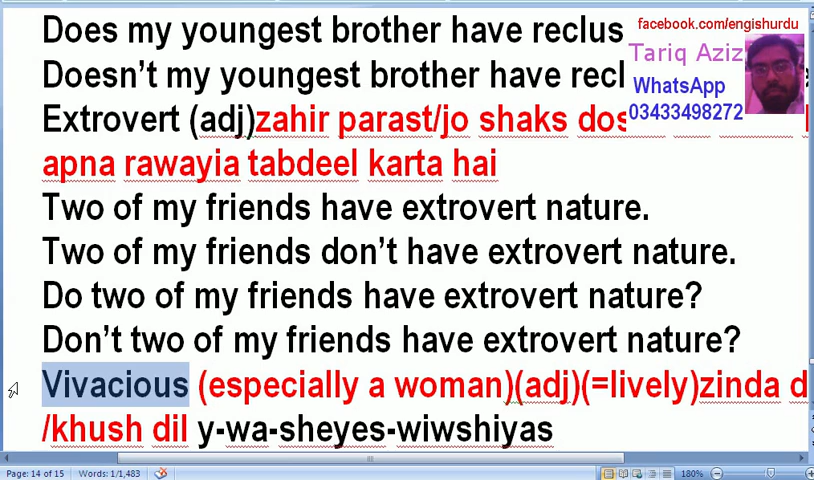 Does my youngest brother have reclus
facebook.com/engishurdu
Tariq Aziz
Doesn't my youngest brother have recl
WhatsApp
03433498272
Extrovert (adj)zahir parast/jo shaks dos
apna rawayia tabdeel karta hai
Two of my friends have extrovert nature.
Two of my friends don't have extrovert nature.
Do two of my friends have extrovert nature?
Don't two of my friends have extrovert nature?
Vivacious (especially a woman)(adj)(=lively)zinda d
/khush dil y-wa-sheyes-wiwshiyas
Page: 14 of 15 Words: 1/1,483 180%